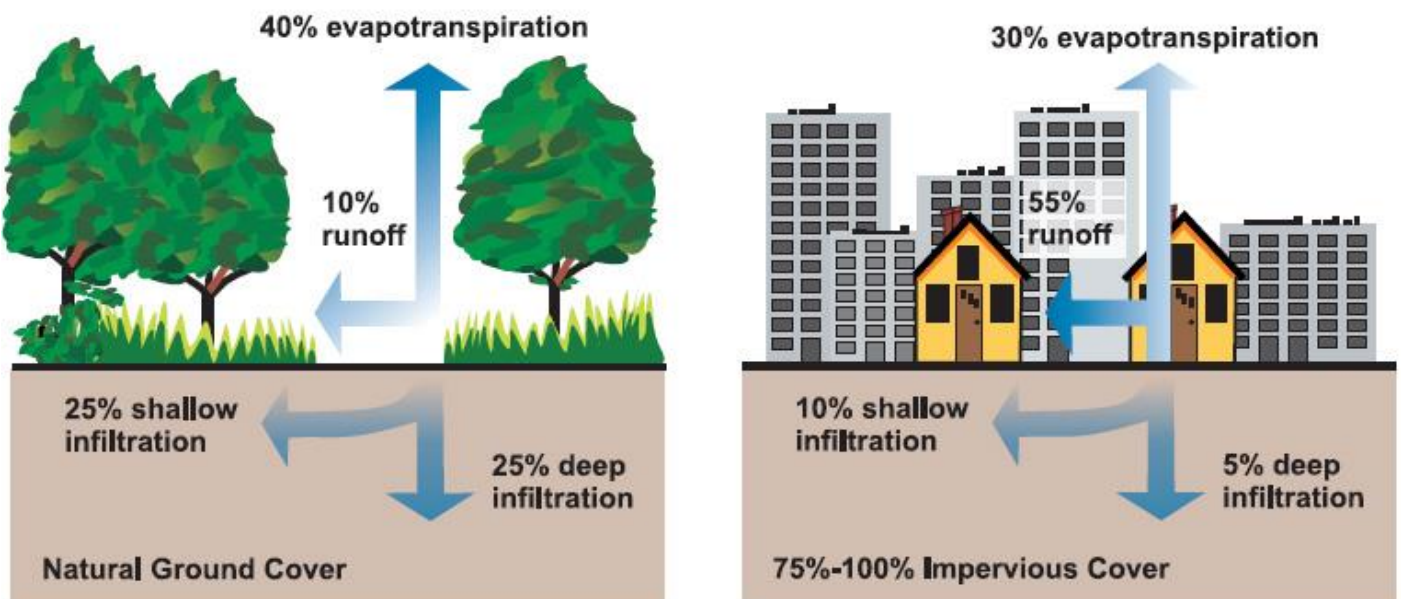 40% evapotranspiration
10%
runoff
25% shallow
infiltration
25% deep
infiltration
Natural Ground Cover
30% evapotranspiration
55%
runoff
10% shallow
infiltration
5% deep
infiltration
75%-100% Impervious Cover